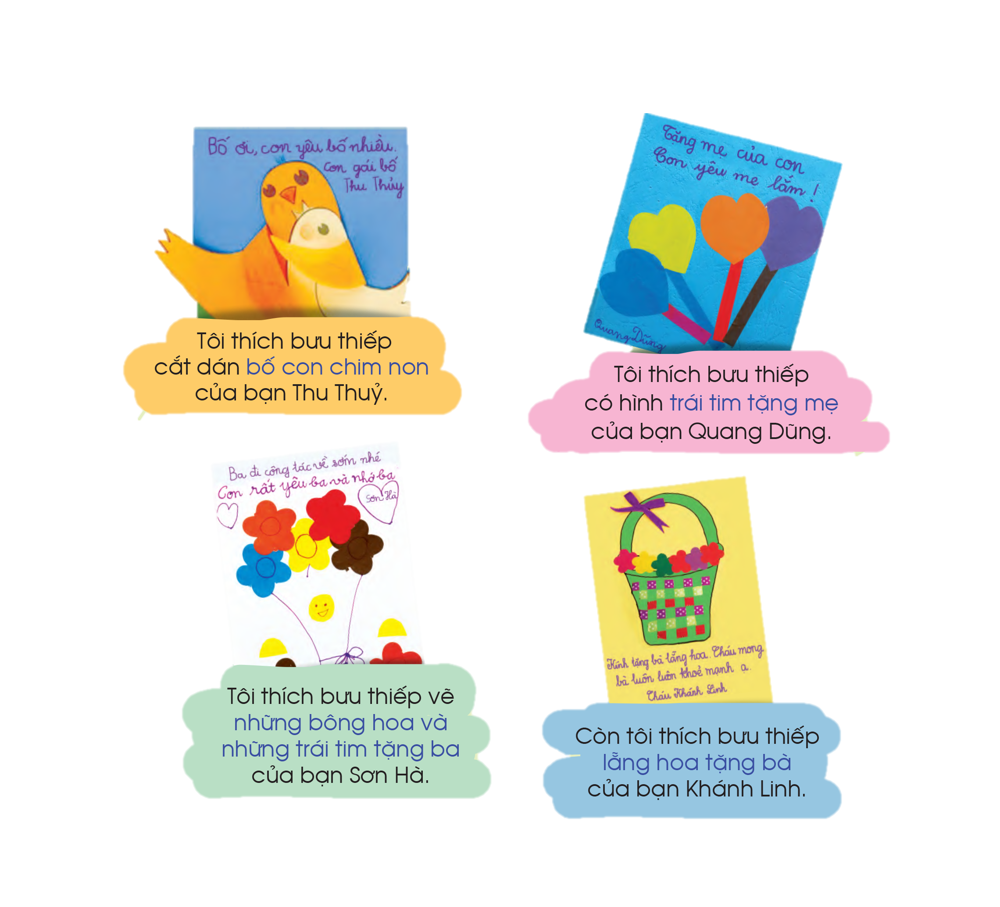 Bố ơi, con yêu bố nhiều.
Con gái bố
Thu Thủy
Tôi thích bưu thiếp
cắt dán bố con chim non
của bạn Thu Thuỷ.
Tặng mẹ của con
Con yêu mẹ lắm !
Quang Dũng
Tôi thích bưu thiếp
có hình trái tim tặng mẹ
của bạn Quang Dũng.
Ba đi công tác về sớm nhé
Con rất yêu ba và nhớ ba
Sơn Hà
Tôi thích bưu thiếp vẽ
những bông hoa và
những trái tim tặng ba
của bạn Sơn Hà.
Kính tặng bà lẵng hoa. Cháu mong
bà luôn luôn khoẻ mạnh ạ.
Cháu Khánh Linh
Còn tôi thích bưu thiếp
lẵng hoa tặng bà
của bạn Khánh Linh.